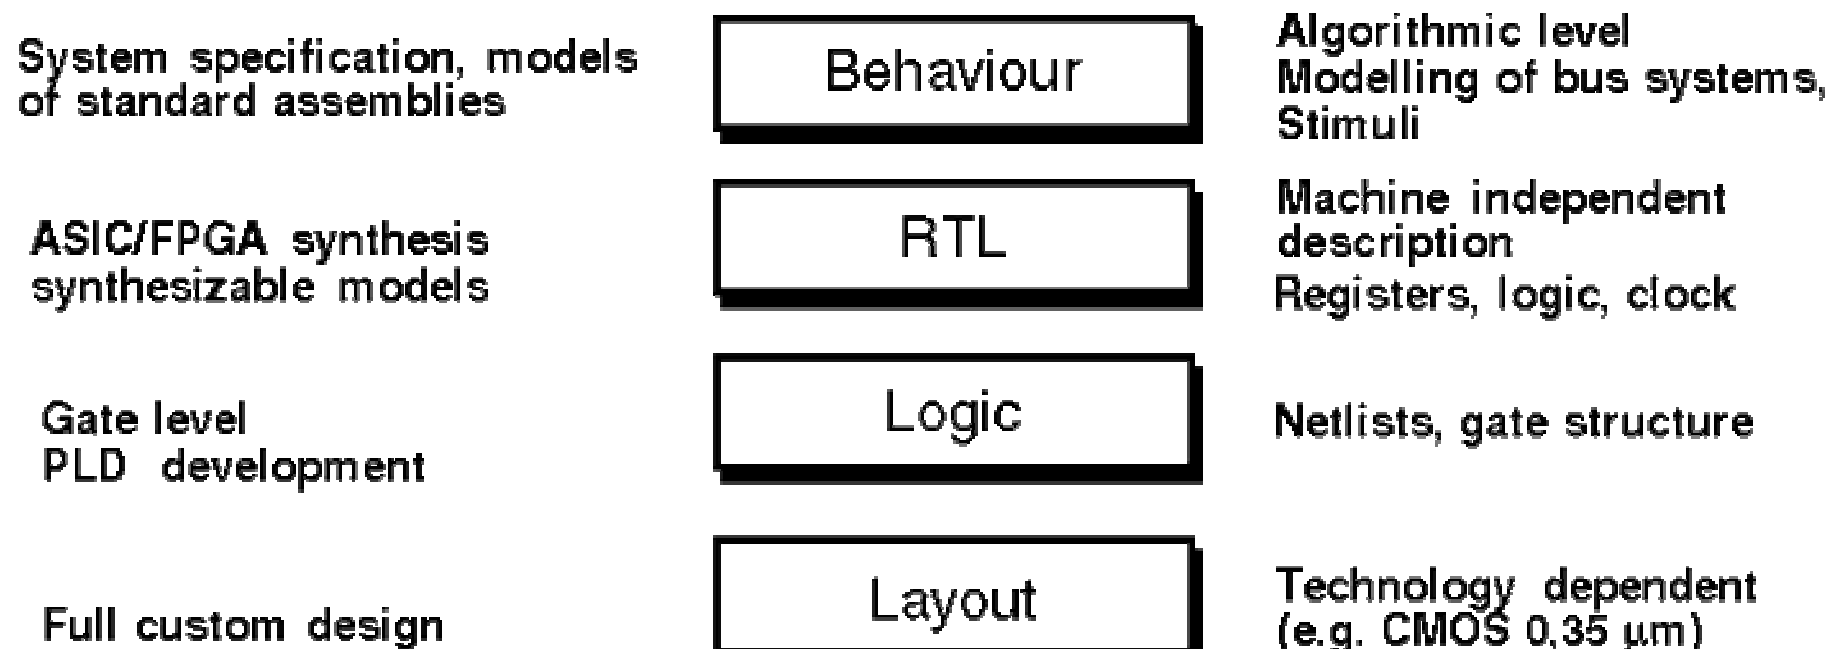 System specification, models
of standard assemblies
Behaviour
Algorithmic level
Modelling of bus systems,
Stimuli
ASIC/FPGA synthesis
synthesizable models
RTL
Machine independent
description
Registers, logic, clock
Gate level
PLD development
Logic
Netlists, gate structure
Full custom design
Layout
Technology dependent
(e.g. CMOS 0,35 µm)